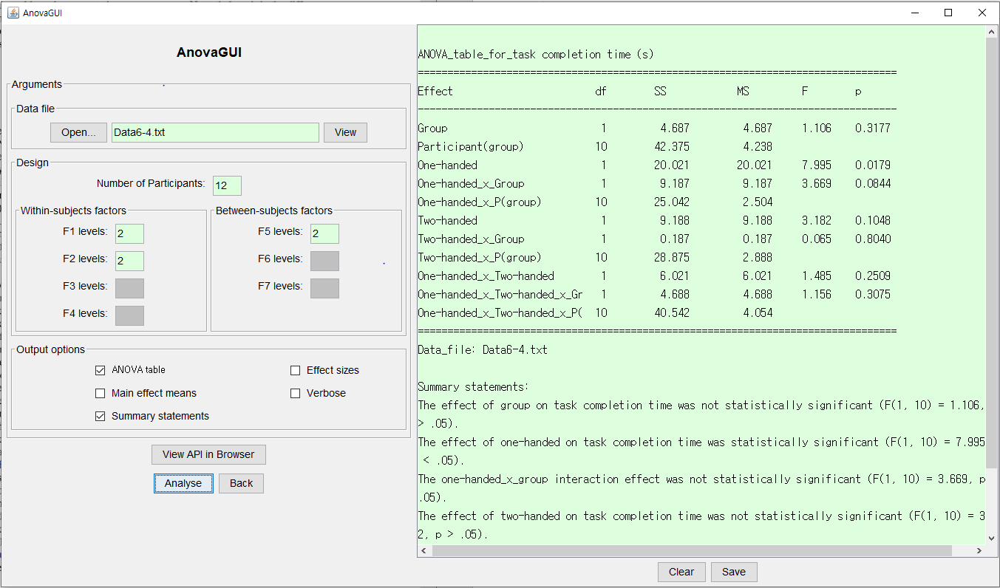 AnovaGUI
AnovaGUI
Arguments
Data file
Open... Data6-4.txt View
Design
Number of Participants: 12
Within-subjects factors
F1 levels: 2
F2 levels: 2
F3 levels:
F4 levels:
Between-subjects factors
F5 levels: 2
F6 levels:
F7 levels:
Output options
ANOVA table Effect sizes
Main effect means Verbose
Summary statements
View API in Browser
Analyse Back
ANOVA_table_for_task completion time (s)
================================================================================
Effect df SS MS F p
--------------------------------------------------------------------------------
Group 1 4.687 4.687 1.106 0.3177
Participant(group) 10 42.375 4.238
One-handed 1 20.021 20.021 7.995 0.0179
One-handed_x_Group 1 9.187 9.187 3.669 0.0844
One-handed_x_P(group) 10 25.042 2.504
Two-handed 1 9.188 9.188 3.182 0.1048
Two-handed_x_Group 1 0.187 0.187 0.065 0.8040
Two-handed_x_P(group) 10 28.875 2.888
One-handed_x_Two-handed 1 6.021 6.021 1.485 0.2509
One-handed_x_Two-handed_x_Gr 1 4.688 4.688 1.156 0.3075
One-handed_x_Two-handed_x_P( 10 40.542 4.054
================================================================================
Data_file: Data6-4.txt
Summary statements:
The effect of group on task completion time was not statistically significant (F(1, 10) = 1.106,
> .05).
The effect of one-handed on task completion time was statistically significant (F(1, 10) = 7.995
< .05).
The one-handed_x_group interaction effect was not statistically significant (F(1, 10) = 3.669, p
.05).
The effect of two-handed on task completion time was not statistically significant (F(1, 10) = 3
2, p > .05).
Clear Save